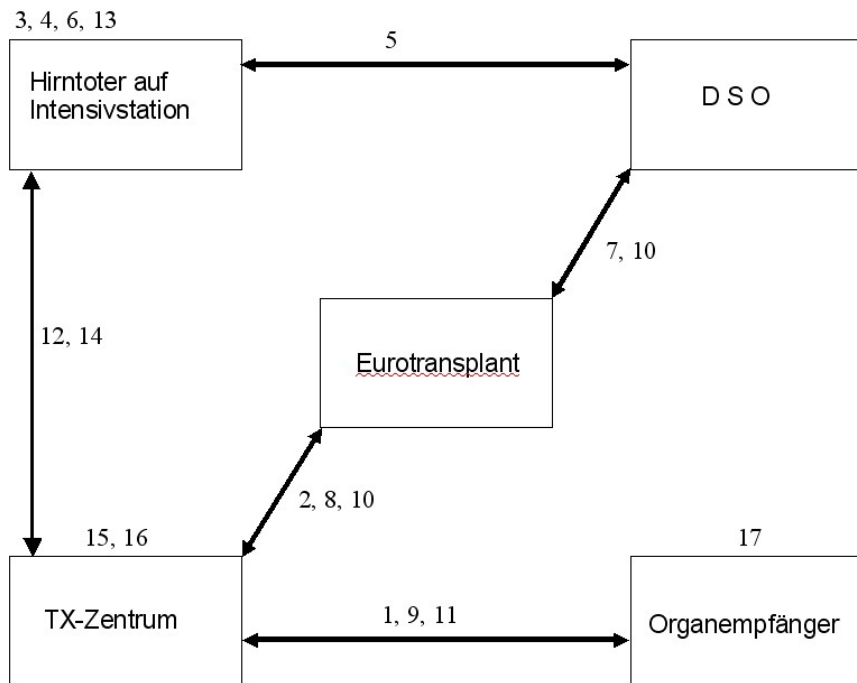 3, 4, 6, 13
5
Hirntoter auf
Intensivstation
D S O
7, 10
12, 14
Eurotransplant
2, 8, 10
15, 16
17
1, 9, 11
TX-Zentrum
Organempfänger